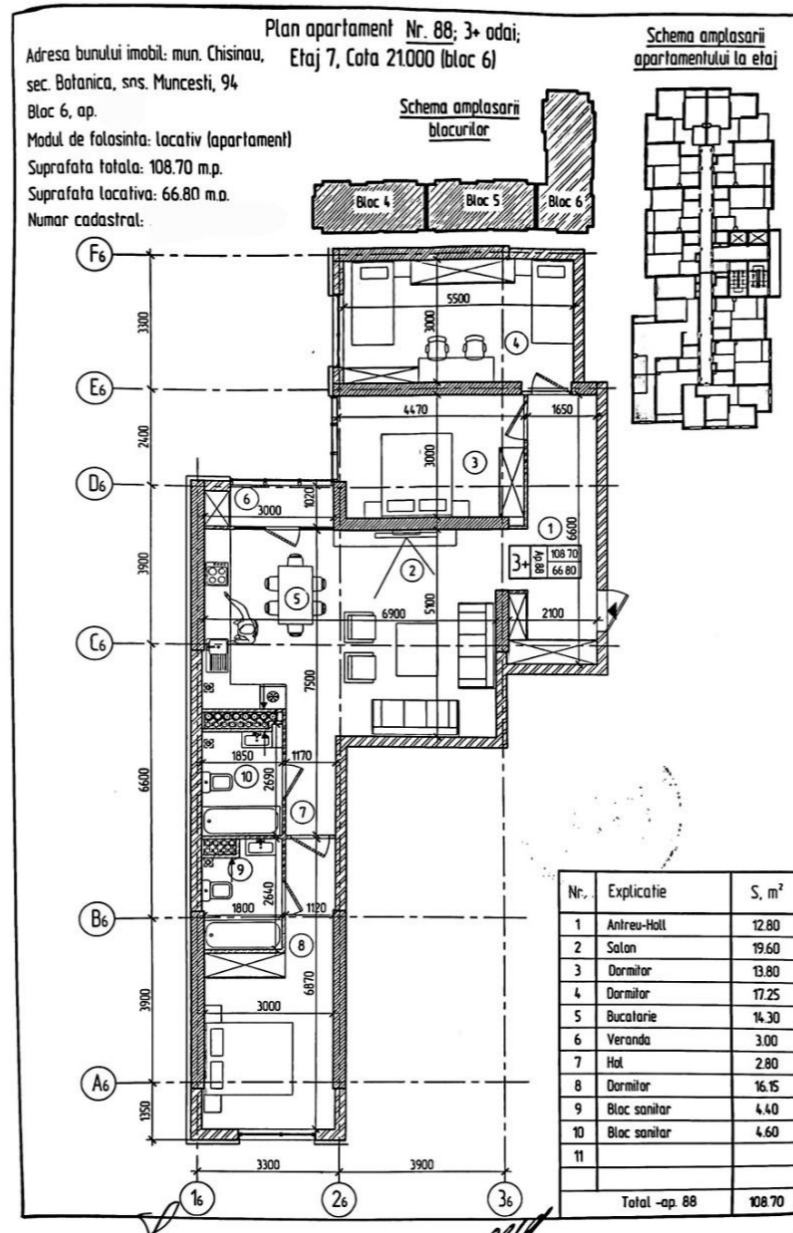 Plan apartament Nr. 88; 3+ odai;
Etaj 7, Cota 21.000 (bloc 6)
Adresa bunului imobil: mun. Chisinau,
sec. Botanica, sos. Muncesti, 94
Bloc 6, ap.
Modul de folosinta: locativ (apartament)
Suprafata totala: 108.70 m.p.
Suprafata locativa: 66.80 m.p.
Numar cadastral:
Schema amplasarii
blocurilor
Bloc 4
Bloc 5
Bloc 6
Schema amplasarii
apartamentului la etaj
F6
E6
D6
C6
B6
A6
3300
2400
3900
6600
3900
1350
5500
3000
4
4470
1650
3000
3
6
3000
1020
1
6600
3+
Ap.88
108 70
66 80
2
5
6900
5100
2100
7500
1850
1170
10
2690
7
9
2640
1800
1120
8
6870
3000
3300
3900
16
26
36
Nr. Explicatie S, m²
1 Antreu-Holl 12.80
2 Salon 19.60
3 Dormitor 13.80
4 Dormitor 17.25
5 Bucatarie 14.30
6 Veranda 3.00
7 Hol 2.80
8 Dormitor 16.15
9 Bloc sanitar 4.40
10 Bloc sanitar 4.60
11
Total -ap. 88 108.70